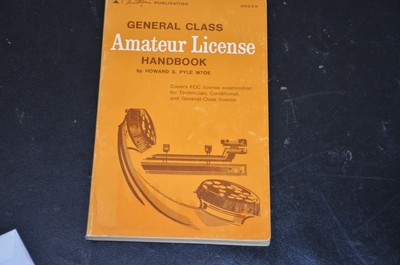 PUBLICATION
GENERAL CLASS
Amateur License
HANDBOOK
by HOWARD S. PYLE W7OE
Covers FCC license examination
for Technician, Conditional,
and General-Class license